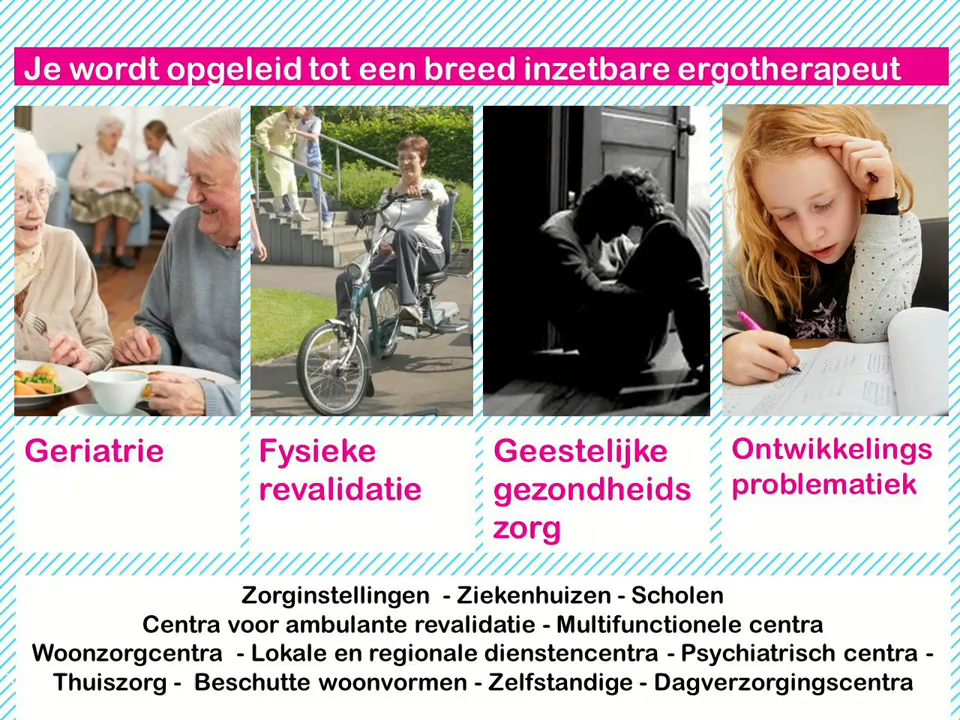 Je wordt opgeleid tot een breed inzetbare ergotherapeut
Geriatrie
Fysieke
revalidatie
Geestelijke
gezondheids
zorg
Ontwikkelings
problematiek
Zorginstellingen - Ziekenhuizen - Scholen
Centra voor ambulante revalidatie - Multifunctionele centra
Woonzorgcentra - Lokale en regionale dienstencentra - Psychiatrisch centra -
Thuiszorg - Beschutte woonvormen - Zelfstandige - Dagverzorgingscentra